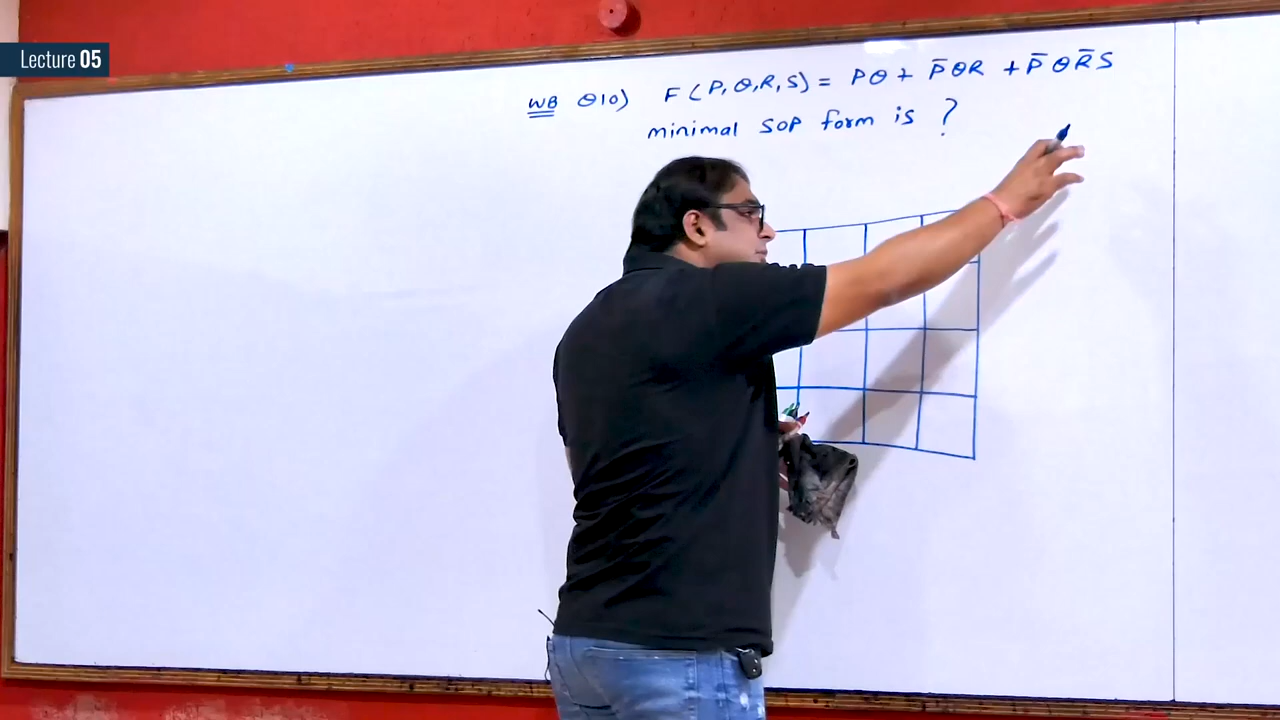 Lecture 05
WB Q10) F(P,Q,R,S) = PQ + P̄QR + P̄QR̄S
minimal SOP form is ?